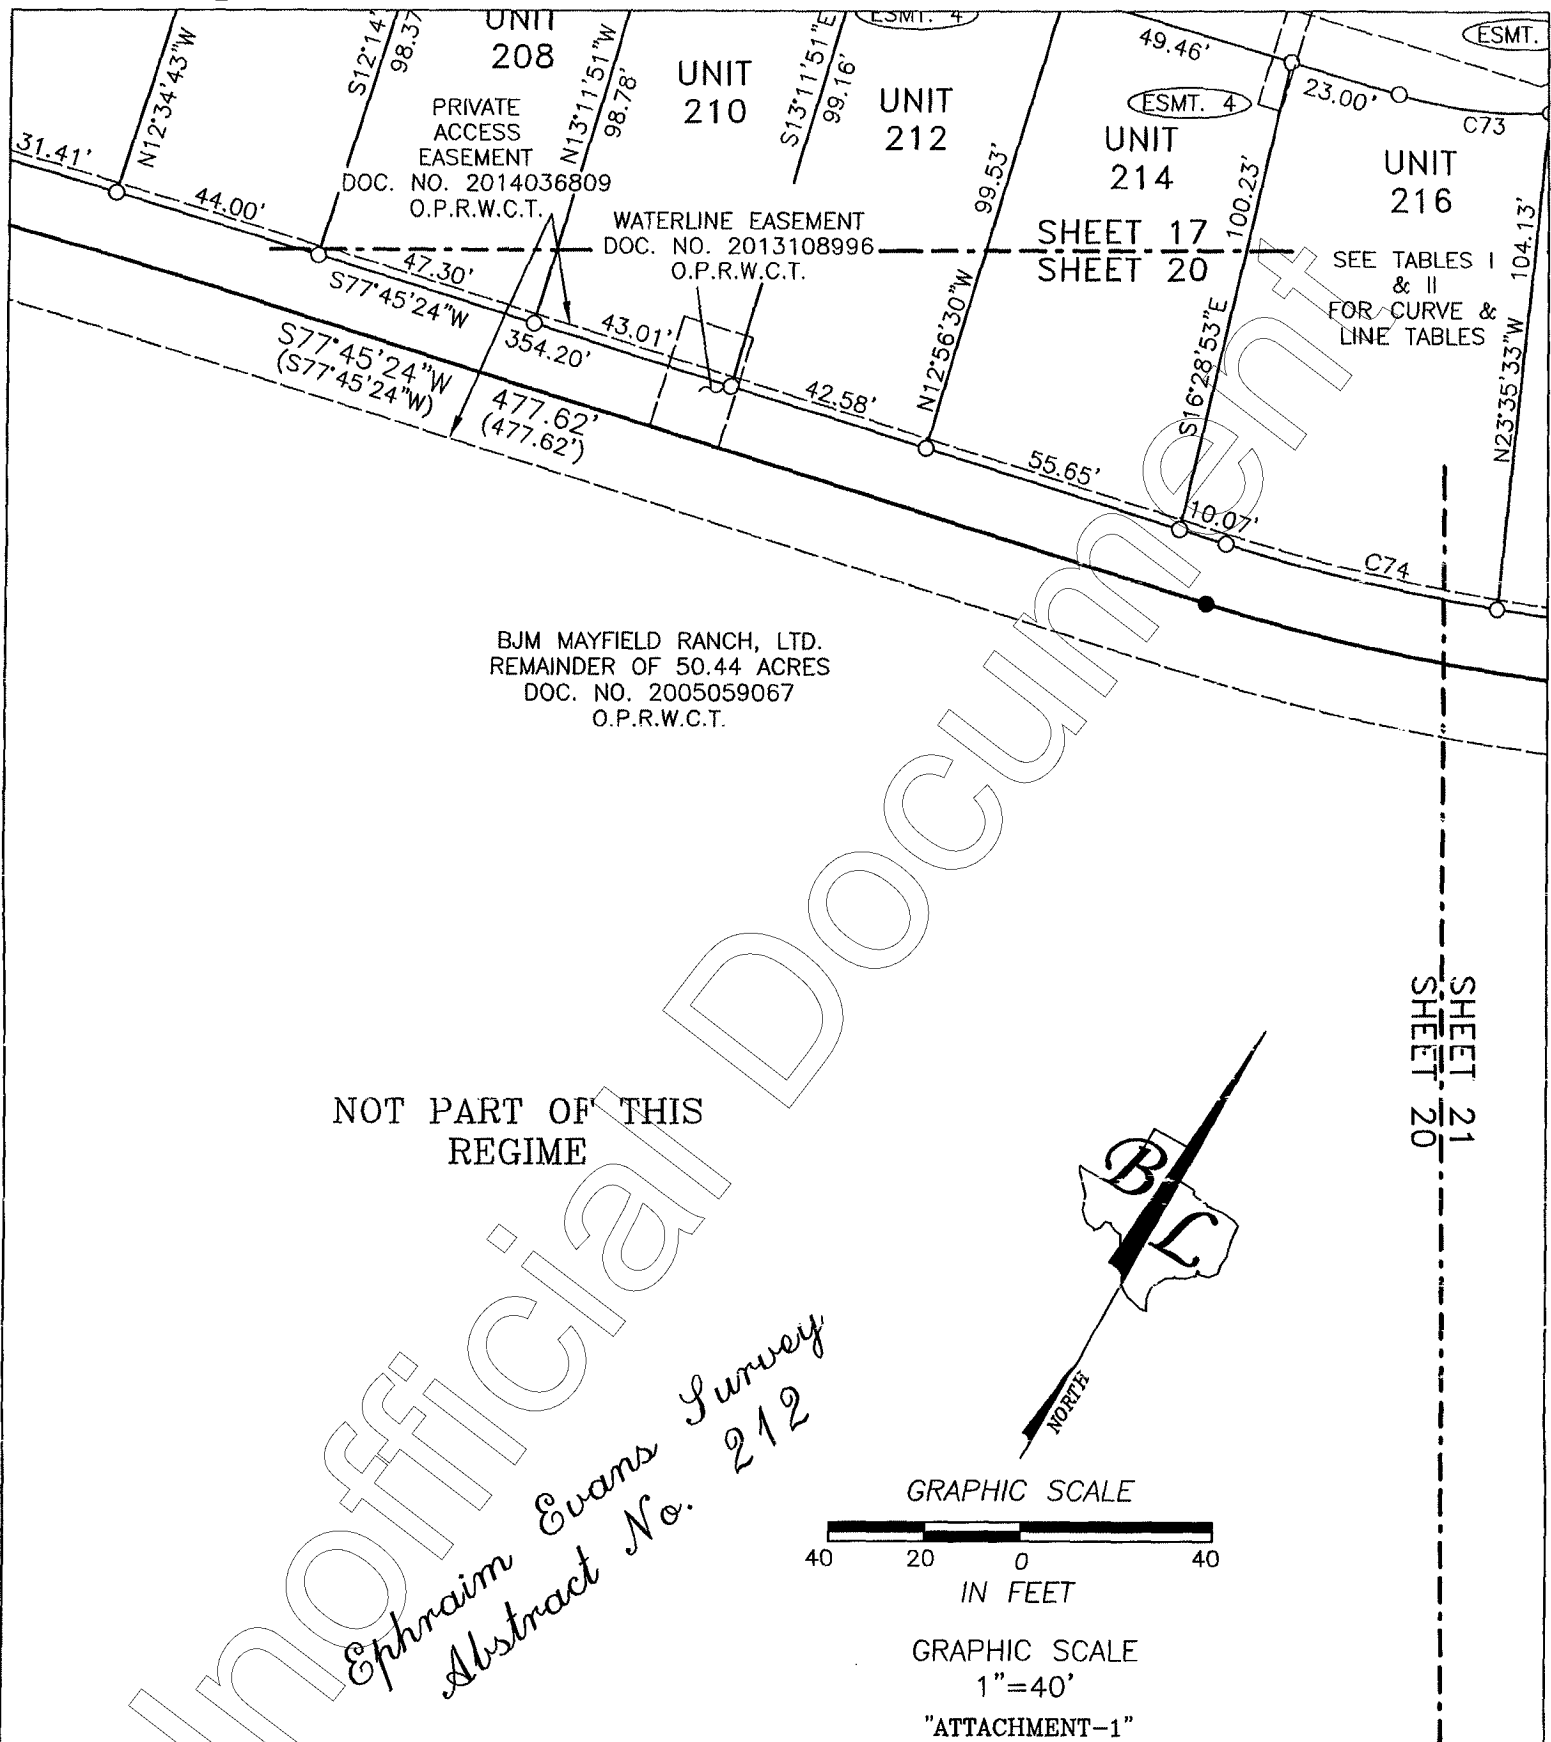 UNIT
208
ESMT. 4
49.46'
ESMT.
N12°34'43"W
S12°14'
98.37
N13°11'51"W
98.78'
UNIT
210
S13°11'51"E
99.16'
UNIT
212
ESMT. 4
23.00'
C73
PRIVATE
ACCESS
EASEMENT
DOC. NO. 2014036809
O.P.R.W.C.T.
UNIT
214
UNIT
216
31.41'
44.00'
99.53'
100.23'
104.13'
WATERLINE EASEMENT
DOC. NO. 2013108996
O.P.R.W.C.T.
SHEET 17
SHEET 20
SEE TABLES I
& II
FOR CURVE &
LINE TABLES
47.30'
S77°45'24"W
354.20'
43.01'
42.58'
N12°56'30"W
S16°28'53"E
N23°35'33"W
S77°45'24"W
(S77°45'24"W)
477.62'
(477.62')
55.65'
10.07'
C74
BJM MAYFIELD RANCH, LTD.
REMAINDER OF 50.44 ACRES
DOC. NO. 2005059067
O.P.R.W.C.T.
SHEET 21
SHEET 20
NOT PART OF THIS
REGIME
B
L
NORTH
Ephraim Evans Survey
Abstract No. 212
GRAPHIC SCALE
40 20 0 40
IN FEET
GRAPHIC SCALE
1"=40'
"ATTACHMENT-1"
Unofficial Document